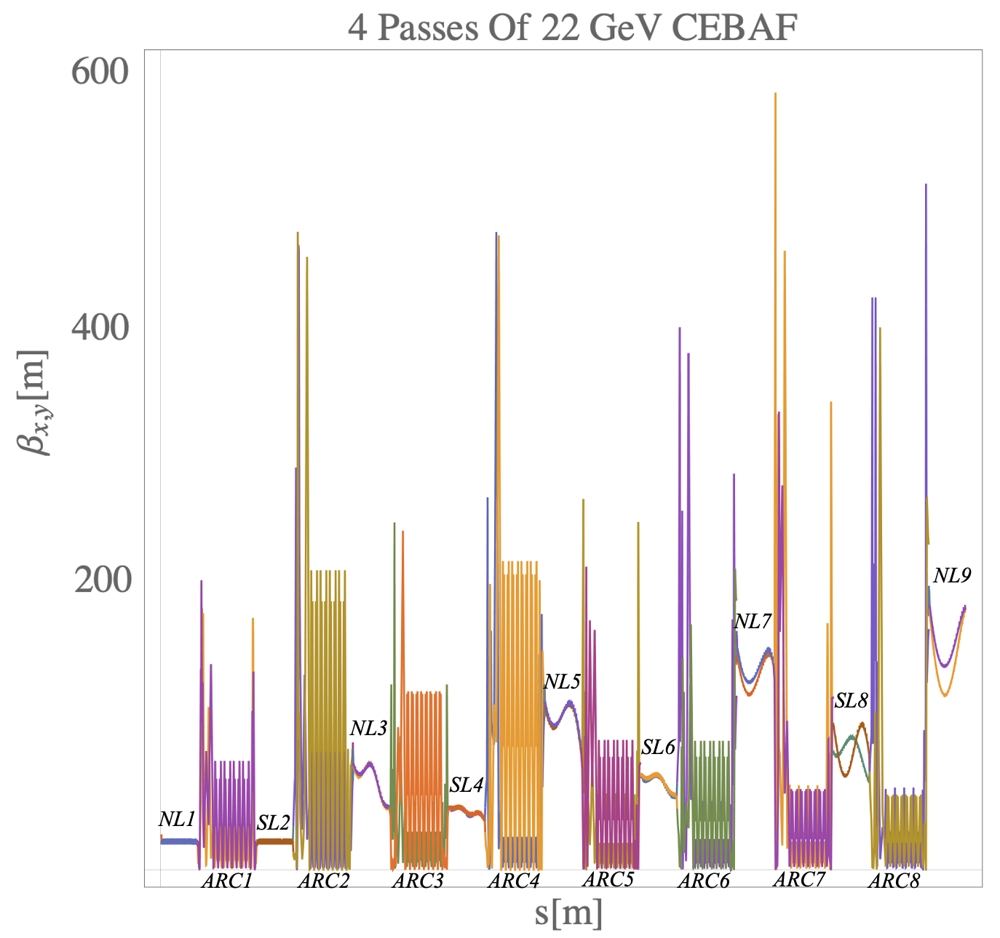 4 Passes Of 22 GeV CEBAF
600
400
200
βx,y[m]
NL1
SL2
NL3
SL4
NL5
SL6
NL7
SL8
NL9
ARC1
ARC2
ARC3
ARC4
ARC5
ARC6
ARC7
ARC8
s[m]